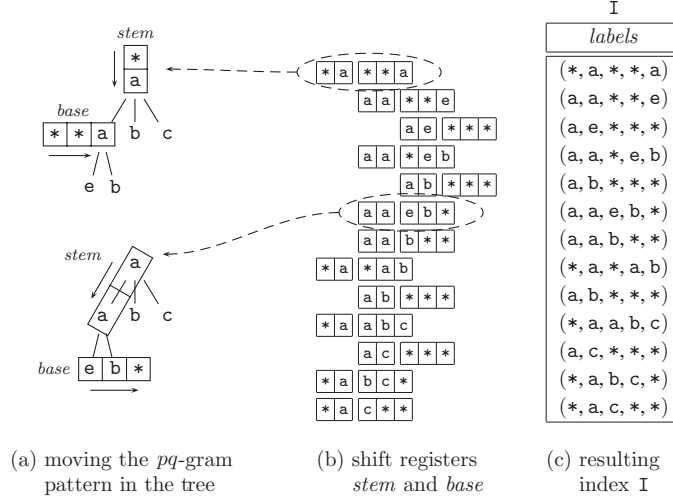 stem
*
a
base
* * a b c
e b
stem
a
a b c
base e b *
(a) moving the pq-gram
pattern in the tree
* a * * a
a a * * e
a e * * *
a a * e b
a b * * *
a a e b *
a a b * *
* a * a b
a b * * *
* a a b c
a c * * *
* a b c *
* a c * *
(b) shift registers
stem and base
I
labels
(*, a, *, *, a)
(a, a, *, *, e)
(a, e, *, *, *)
(a, a, *, e, b)
(a, b, *, *, *)
(a, a, e, b, *)
(a, a, b, *, *)
(*, a, *, a, b)
(a, b, *, *, *)
(*, a, a, b, c)
(a, c, *, *, *)
(*, a, b, c, *)
(*, a, c, *, *)
(c) resulting
index I